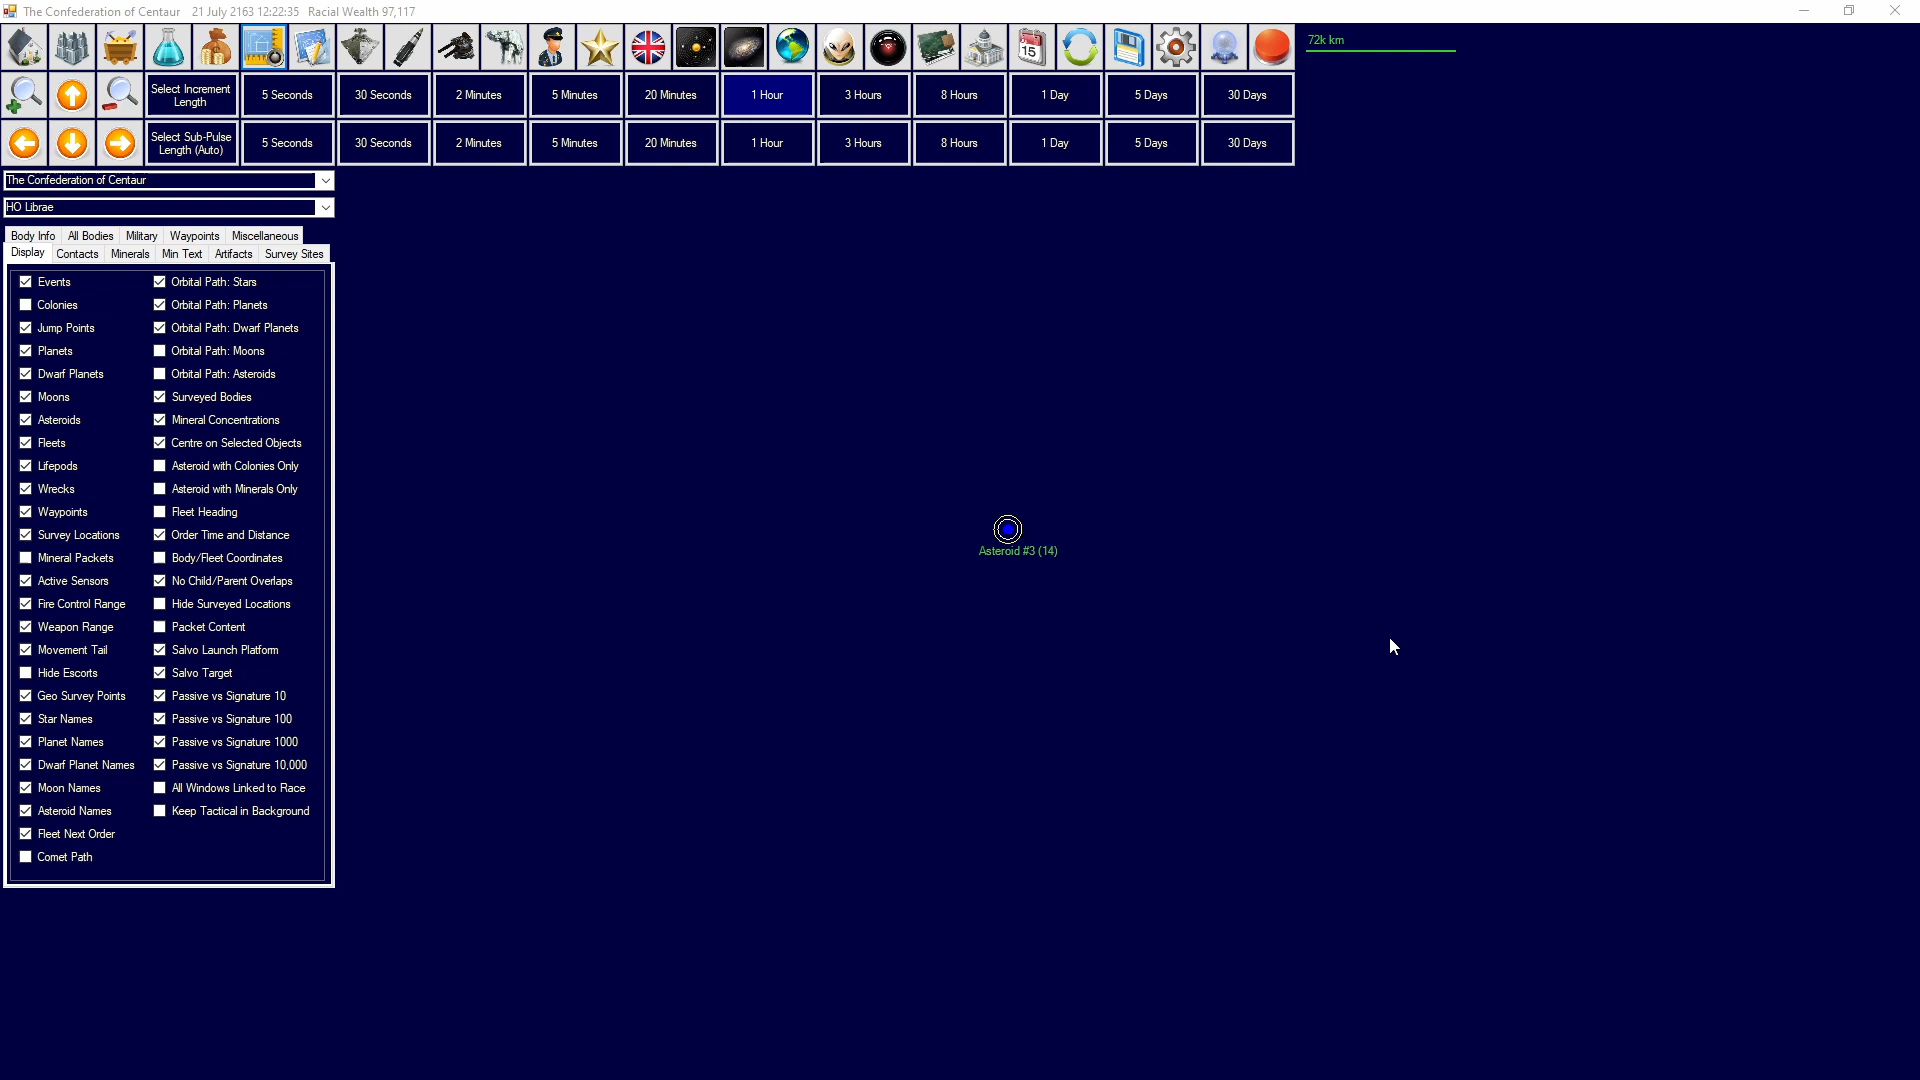 The Confederation of Centaur 21 July 2163 12:22:35 Racial Wealth 97,117
15
72k km
Select Increment
Length
5 Seconds
30 Seconds
2 Minutes
5 Minutes
20 Minutes
1 Hour
3 Hours
8 Hours
1 Day
5 Days
30 Days
Select Sub-Pulse
Length (Auto)
5 Seconds
30 Seconds
2 Minutes
5 Minutes
20 Minutes
1 Hour
3 Hours
8 Hours
1 Day
5 Days
30 Days
The Confederation of Centaur
HO Librae
Body Info All Bodies Military Waypoints Miscellaneous
Display Contacts Minerals Min Text Artifacts Survey Sites
Events
Colonies
Jump Points
Planets
Dwarf Planets
Moons
Asteroids
Fleets
Lifepods
Wrecks
Waypoints
Survey Locations
Mineral Packets
Active Sensors
Fire Control Range
Weapon Range
Movement Tail
Hide Escorts
Geo Survey Points
Star Names
Planet Names
Dwarf Planet Names
Moon Names
Asteroid Names
Fleet Next Order
Comet Path
Orbital Path: Stars
Orbital Path: Planets
Orbital Path: Dwarf Planets
Orbital Path: Moons
Orbital Path: Asteroids
Surveyed Bodies
Mineral Concentrations
Centre on Selected Objects
Asteroid with Colonies Only
Asteroid with Minerals Only
Fleet Heading
Order Time and Distance
Body/Fleet Coordinates
No Child/Parent Overlaps
Hide Surveyed Locations
Packet Content
Salvo Launch Platform
Salvo Target
Passive vs Signature 10
Passive vs Signature 100
Passive vs Signature 1000
Passive vs Signature 10,000
All Windows Linked to Race
Keep Tactical in Background
Asteroid #3 (14)